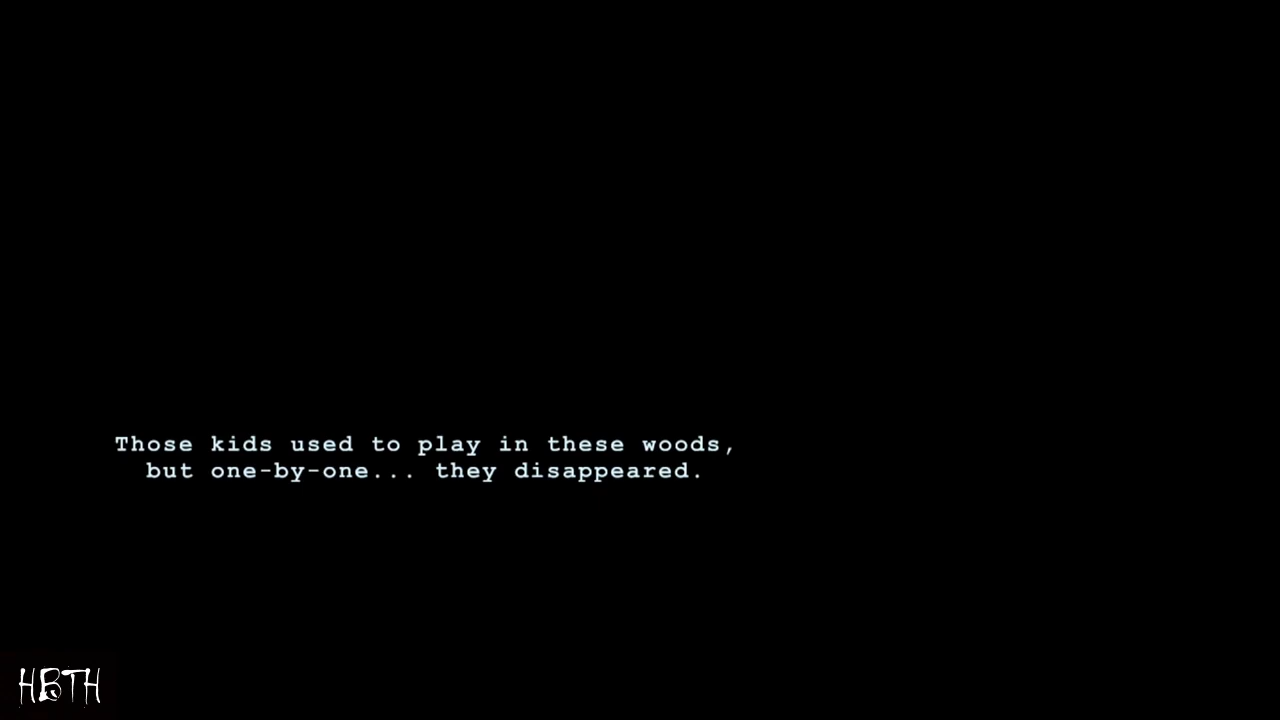 Those kids used to play in these woods,
but one-by-one... they disappeared.
HBTH